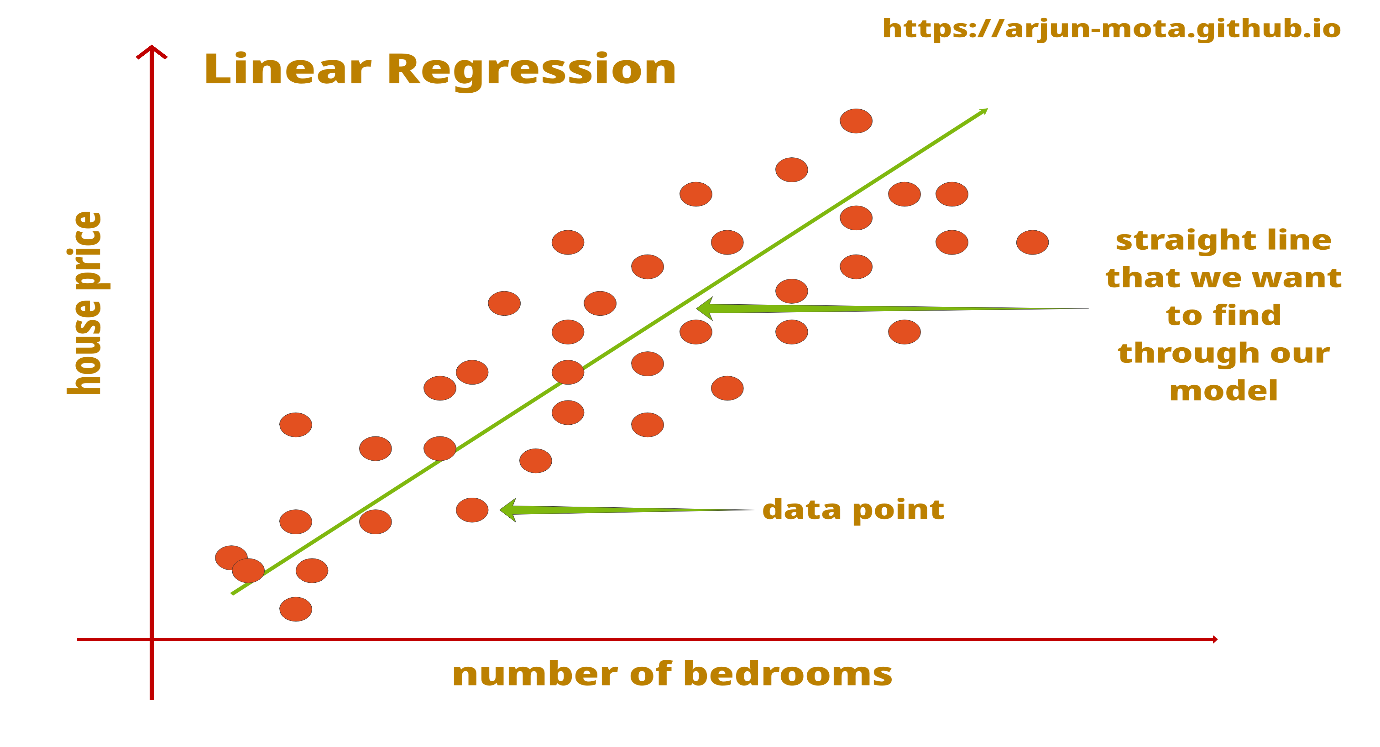 https://arjun-mota.github.io
Linear Regression
house price
straight line
that we want
to find
through our
model
data point
number of bedrooms